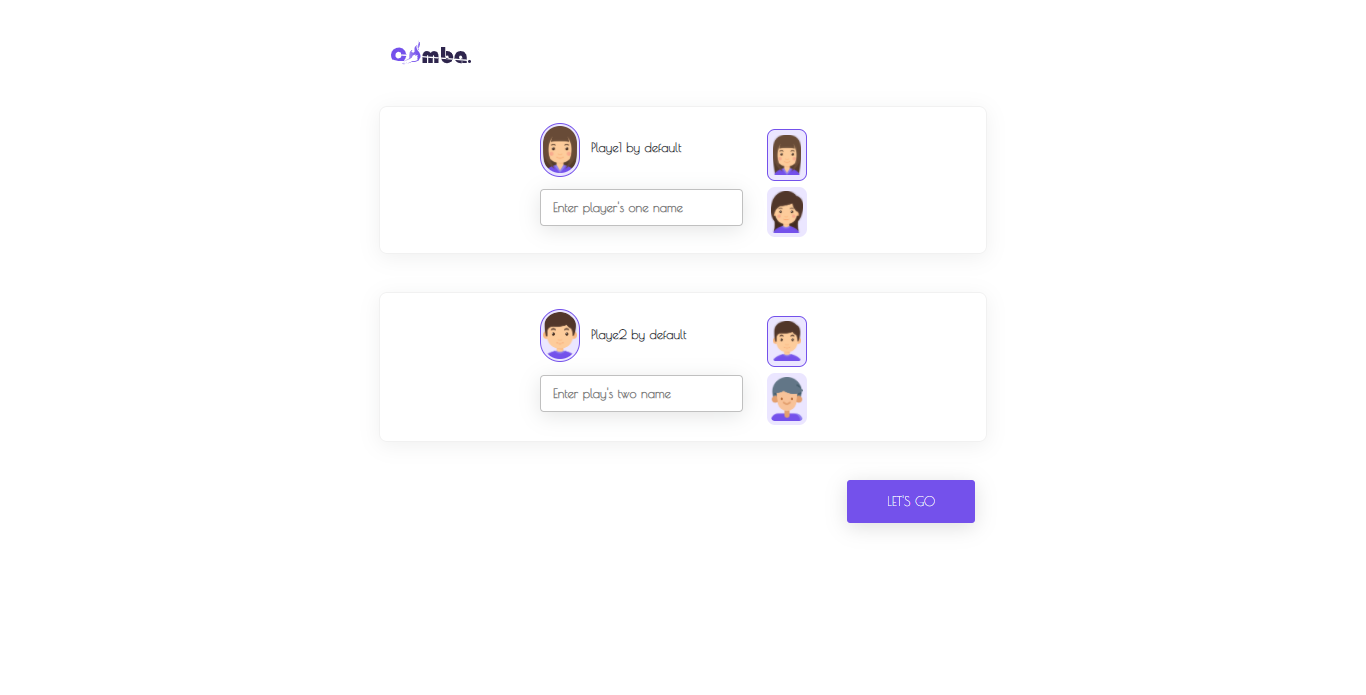 Combo.
Playe1 by default
Enter player's one name
Playe2 by default
Enter play's two name
LET'S GO